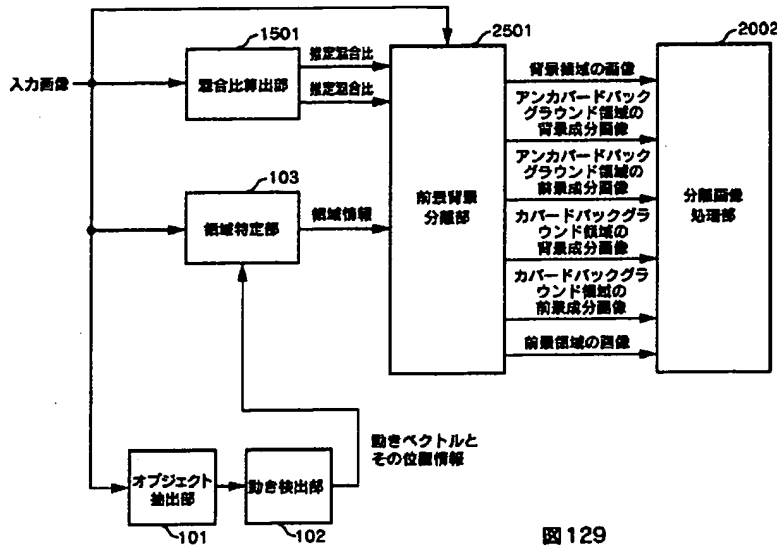 1501
2501
2002
入力画像
混合比算出部
推定混合比
推定混合比
103
領域特定部
領域情報
前景背景
分離部
背景領域の画像
アンカバードバック
グラウンド領域の
背景成分画像
アンカバードバック
グラウンド領域の
前景成分画像
カバードバックグラ
ウンド領域の
背景成分画像
カバードバックグラ
ウンド領域の
前景成分画像
前景領域の画像
分離画像
処理部
動きベクトルと
その位置情報
オブジェクト
抽出部
動き検出部
101
102
図129